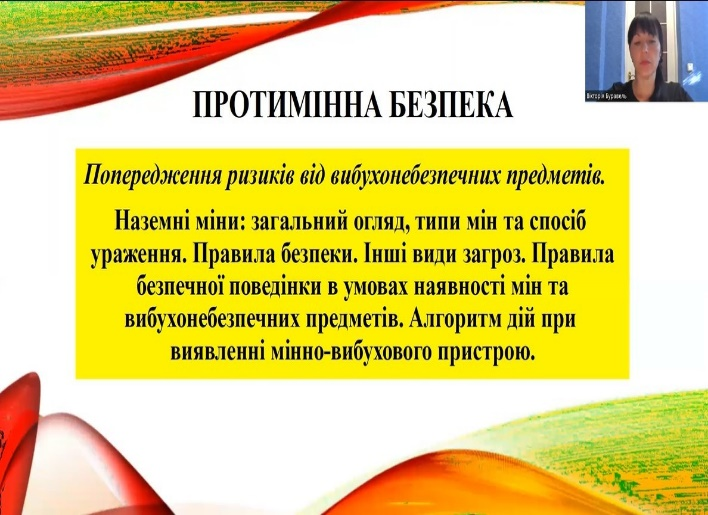 Вікторія Буравель
ПРОТИМІННА БЕЗПЕКА
Попередження ризиків від вибухонебезпечних предметів.
Наземні міни: загальний огляд, типи мін та спосіб
ураження. Правила безпеки. Інші види загроз. Правила
безпечної поведінки в умовах наявності мін та
вибухонебезпечних предметів. Алгоритм дій при
виявленні мінно-вибухового пристрою.